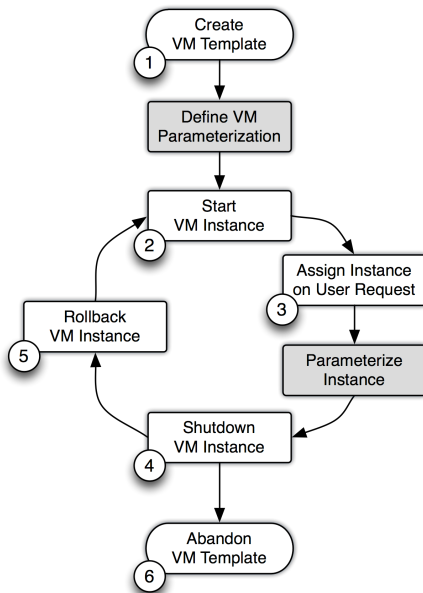 Create
VM Template
1
Define VM
Parameterization
Start
VM Instance
2
Assign Instance
on User Request
3
Rollback
VM Instance
5
Parameterize
Instance
Shutdown
VM Instance
4
Abandon
VM Template
6